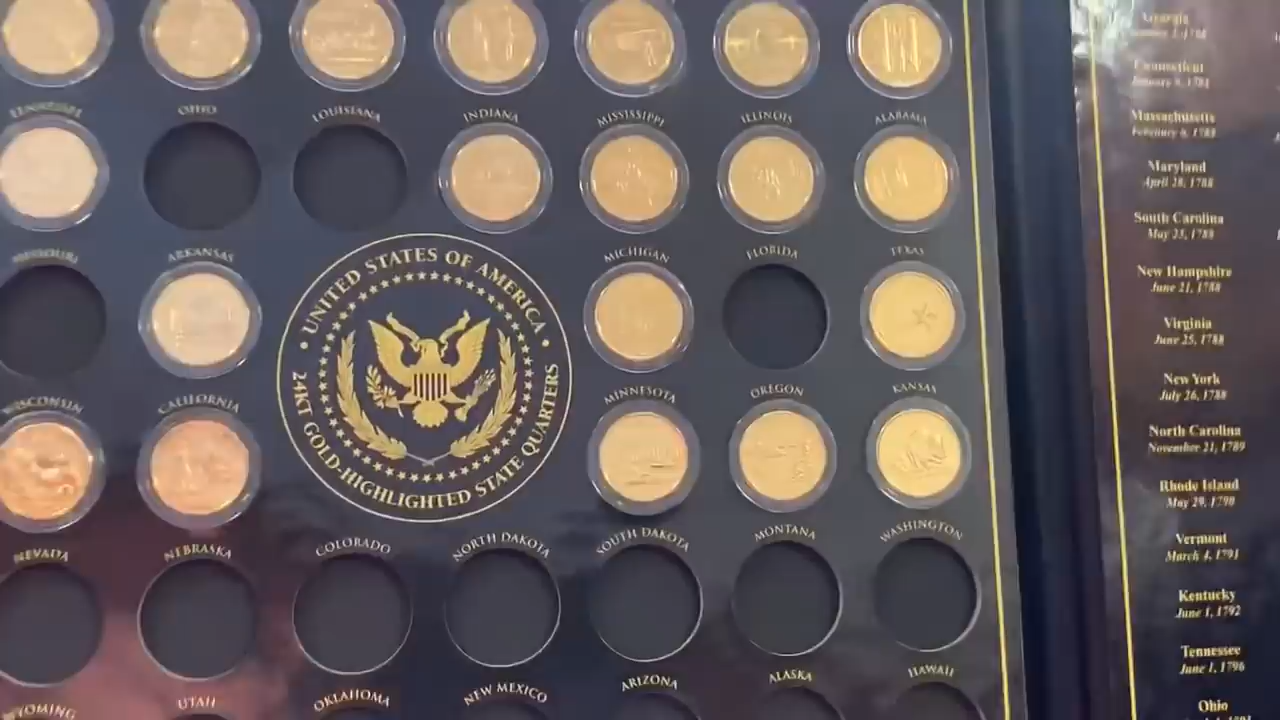 TENNESSEE OHIO LOUISIANA INDIANA MISSISSIPPI ILLINOIS ALABAMA
MISSOURI ARKANSAS MICHIGAN FLORIDA TEXAS
UNITED STATES OF AMERICA
24KT GOLD-HIGHLIGHTED STATE QUARTERS
WISCONSIN CALIFORNIA MINNESOTA OREGON KANSAS
NEVADA NEBRASKA COLORADO NORTH DAKOTA SOUTH DAKOTA MONTANA WASHINGTON
WYOMING UTAH OKLAHOMA NEW MEXICO ARIZONA ALASKA HAWAII
Georgia
Connecticut
Massachusetts
February 6, 1788
Maryland
April 28, 1788
South Carolina
May 23, 1788
New Hampshire
June 21, 1788
Virginia
June 25, 1788
New York
July 26, 1788
North Carolina
November 21, 1789
Rhode Island
May 29, 1790
Vermont
March 4, 1791
Kentucky
June 1, 1792
Tennessee
June 1, 1796
Ohio